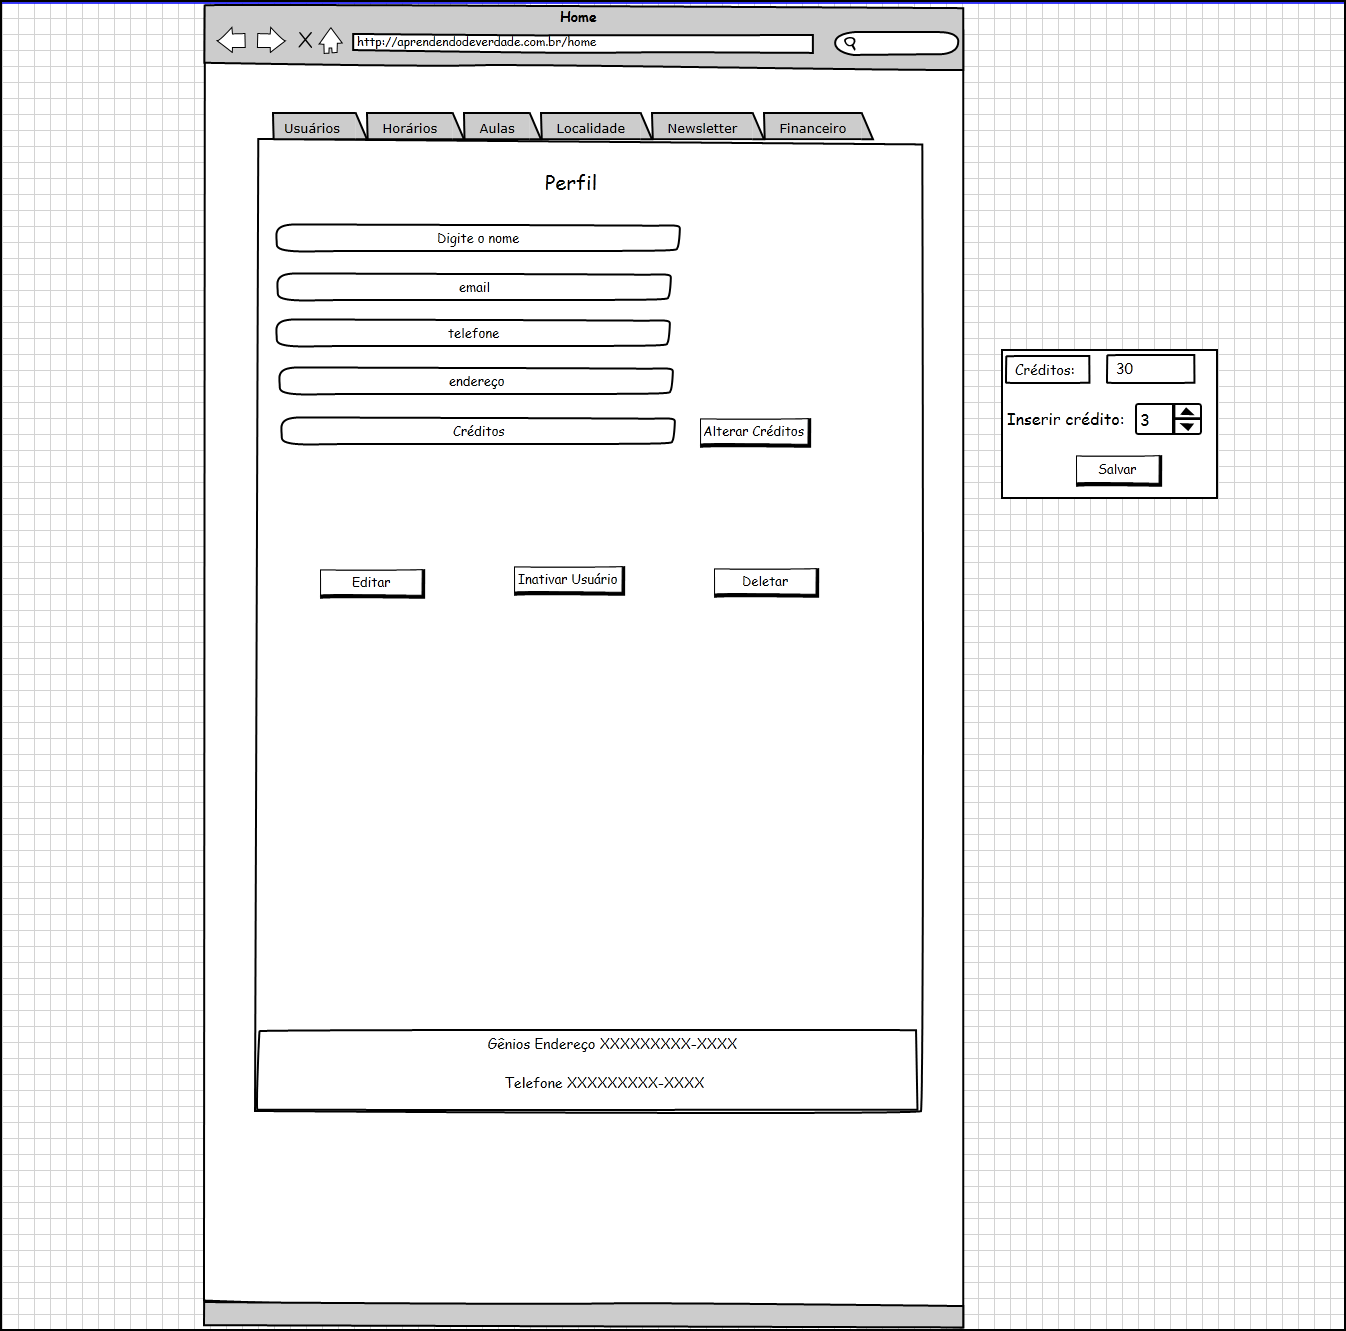 Home
http://aprendendodeverdade.com.br/home
Usuários Horários Aulas Localidade Newsletter Financeiro
Perfil
Digite o nome
email
telefone
endereço
Créditos Alterar Créditos
Editar Inativar Usuário Deletar
Gênios Endereço XXXXXXXXX-XXXX
Telefone XXXXXXXXX-XXXX
Créditos: 30
Inserir crédito: 3
Salvar